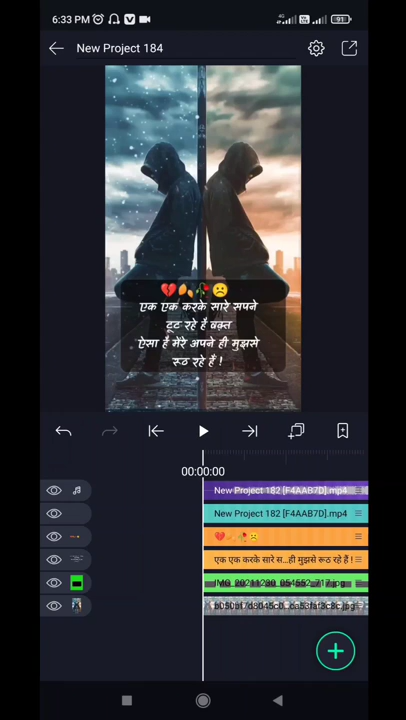 6:33 PM
91
New Project 184
💔🍂🥀☹️
एक एक करके सारे सपने
टूट रहे है वक़्त
ऐसा है मेरे अपने ही मुझसे
रूठ रहे हैं !
00:00:00
New Project 182 [F4AAB7D].mp4
New Project 182 [F4AAB7D].mp4
💔🍂🥀☹️
एक एक करके सारे स...ही मुझसे रूठ रहे हैं !